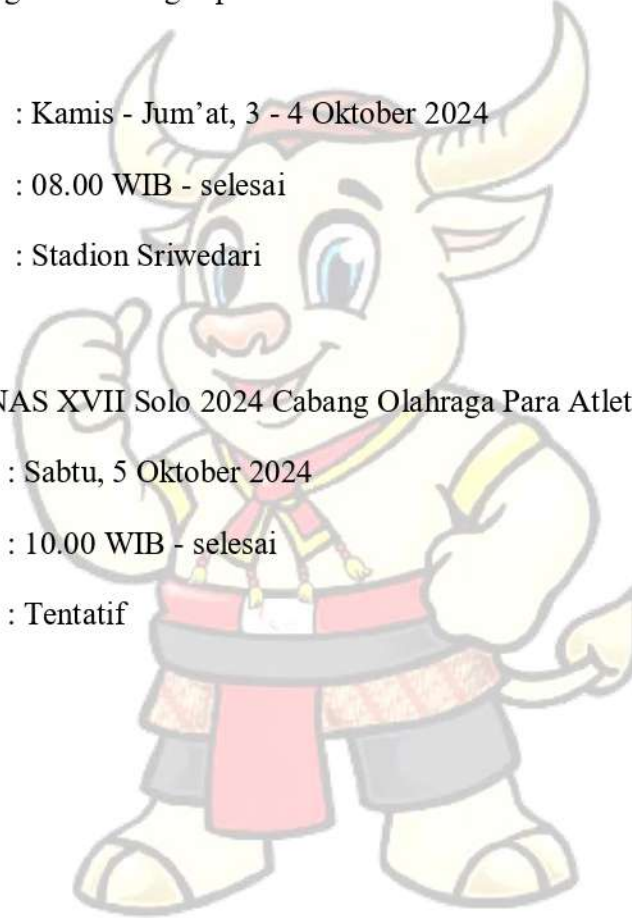 : Kamis - Jum’at, 3 - 4 Oktober 2024
: 08.00 WIB - selesai
: Stadion Sriwedari
NAS XVII Solo 2024 Cabang Olahraga Para Atlet
: Sabtu, 5 Oktober 2024
: 10.00 WIB - selesai
: Tentatif